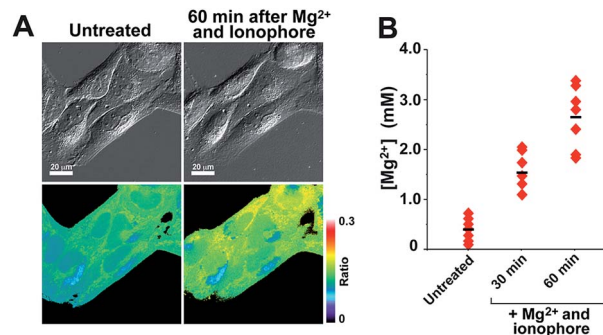 A
Untreated
60 min after Mg²⁺
and Ionophore
20 μm
20 μm
0.3
Ratio
0
B
[Mg²⁺] (mM)
4.0
3.0
2.0
1.0
0
Untreated
30 min
60 min
+ Mg²⁺ and
ionophore